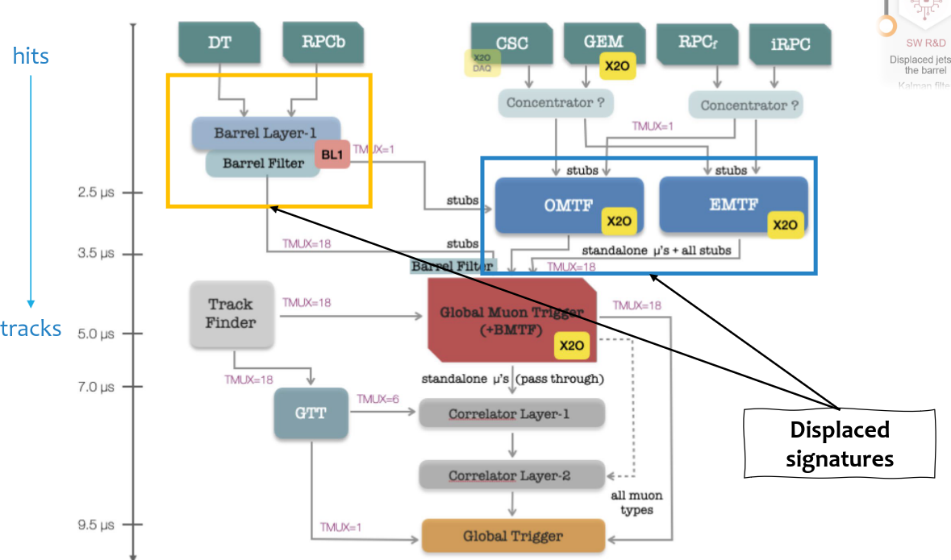 hits
tracks
2.5 µs
3.5 µs
5.0 µs
7.0 µs
9.5 µs
DT
RPCb
CSC
X2O
DAQ
GEM
X2O
RPCf
iRPC
SW R&D
Displaced jets
the barrel
Kalman filte
Concentrator ?
Concentrator ?
TMUX=1
Barrel Layer-1
Barrel Filter
BL1
TMUX=1
stubs
stubs
stubs
OMTF
X2O
EMTF
X2O
TMUX=18
stubs
standalone µ's + all stubs
Barrel Filter
TMUX=18
Track
Finder
TMUX=18
Global Muon Trigger
(+BMTF)
X2O
TMUX=18
TMUX=18
standalone µ's (pass through)
GTT
TMUX=6
Correlator Layer-1
Correlator Layer-2
all muon
types
TMUX=1
Global Trigger
Displaced
signatures